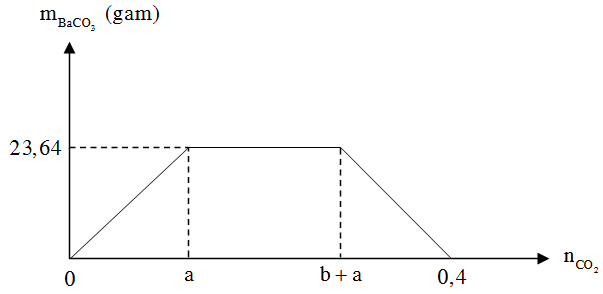 m_BaCO₃ (gam)
23,64
0
a
b + a
0,4
n_CO₂